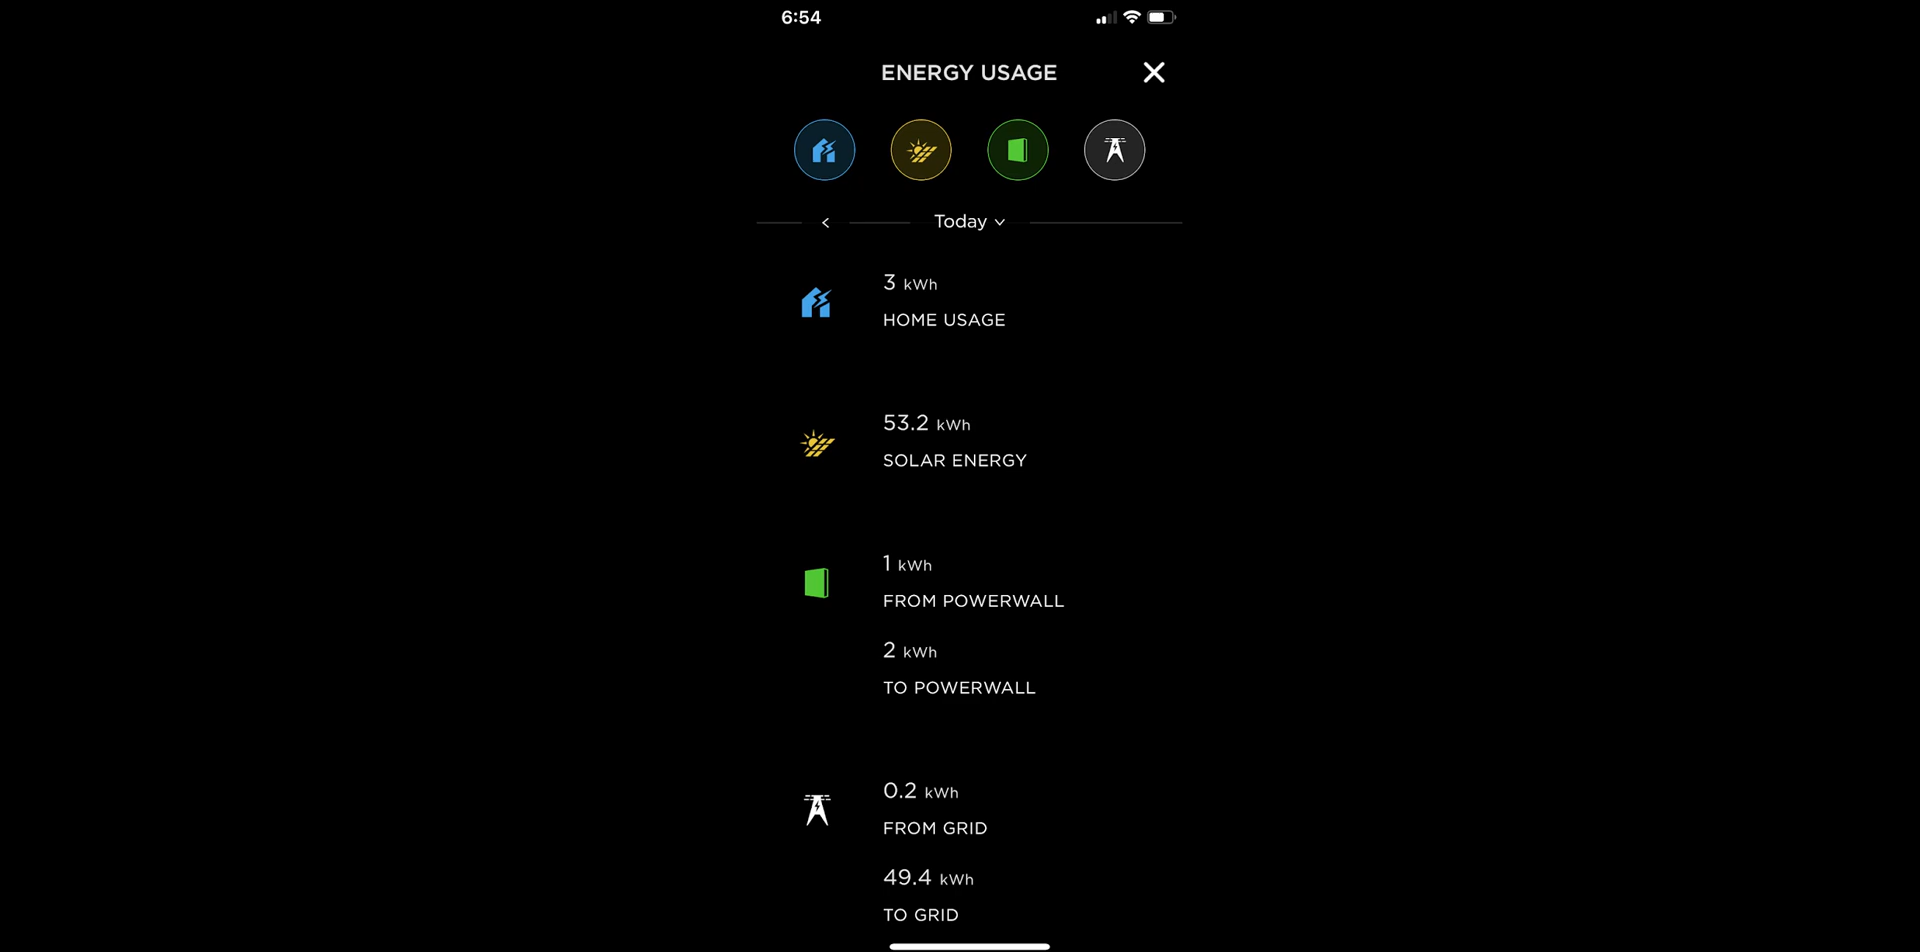 6:54
ENERGY USAGE
Today
3 kWh
HOME USAGE
53.2 kWh
SOLAR ENERGY
1 kWh
FROM POWERWALL
2 kWh
TO POWERWALL
0.2 kWh
FROM GRID
49.4 kWh
TO GRID